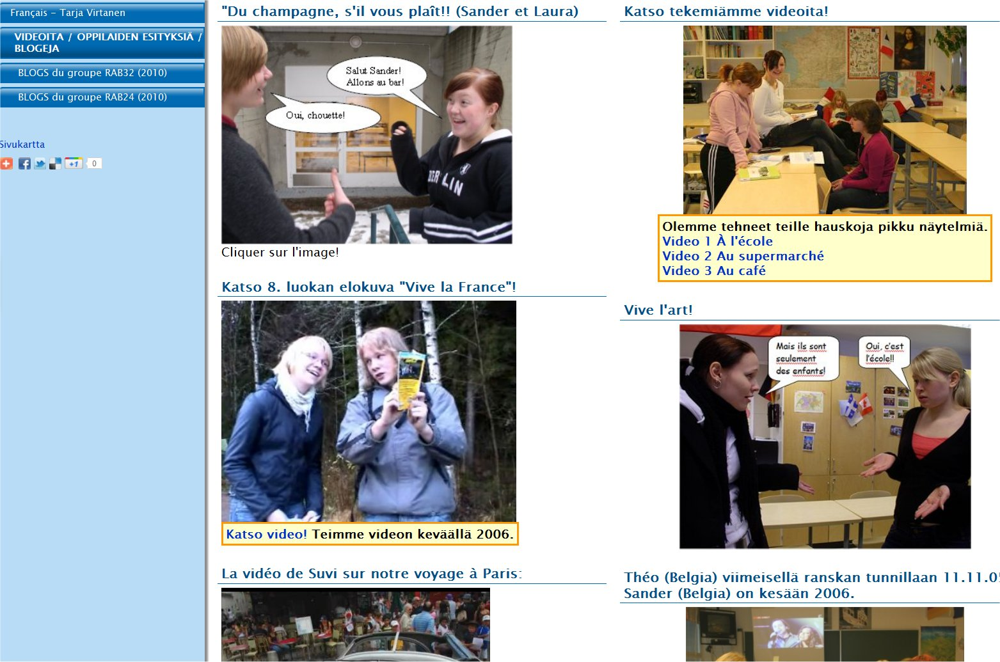 Français - Tarja Virtanen
VIDEOITA / OPPILAIDEN ESITYKSIÄ /
BLOGEJA
BLOGS du groupe RAB32 (2010)
BLOGS du groupe RAB24 (2010)
Sivukartta
+1
0
"Du champagne, s'il vous plaît!! (Sander et Laura)
Salut Sander!
Allons au bar!
Oui, chouette!
Cliquer sur l'image!
Katso 8. luokan elokuva "Vive la France"!
Katso video! Teimme videon keväällä 2006.
La vidéo de Suvi sur notre voyage à Paris:
Katso tekemiämme videoita!
Olemme tehneet teille hauskoja pikku näytelmiä.
Video 1 À l'école
Video 2 Au supermarché
Video 3 Au café
Vive l'art!
Mais ils sont
seulement
des enfants!
Oui, c'est
l'école!!
Théo (Belgia) viimeisellä ranskan tunnillaan 11.11.05
Sander (Belgia) on kesään 2006.